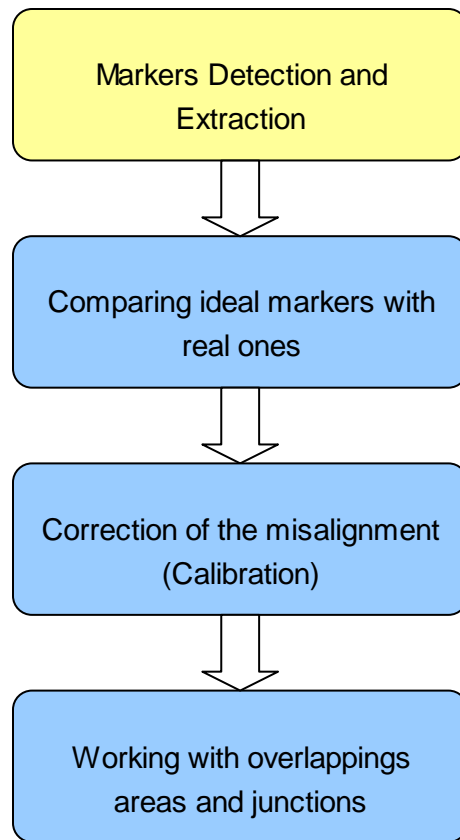 Markers Detection and
Extraction
Comparing ideal markers with
real ones
Correction of the misalignment
(Calibration)
Working with overlappings
areas and junctions